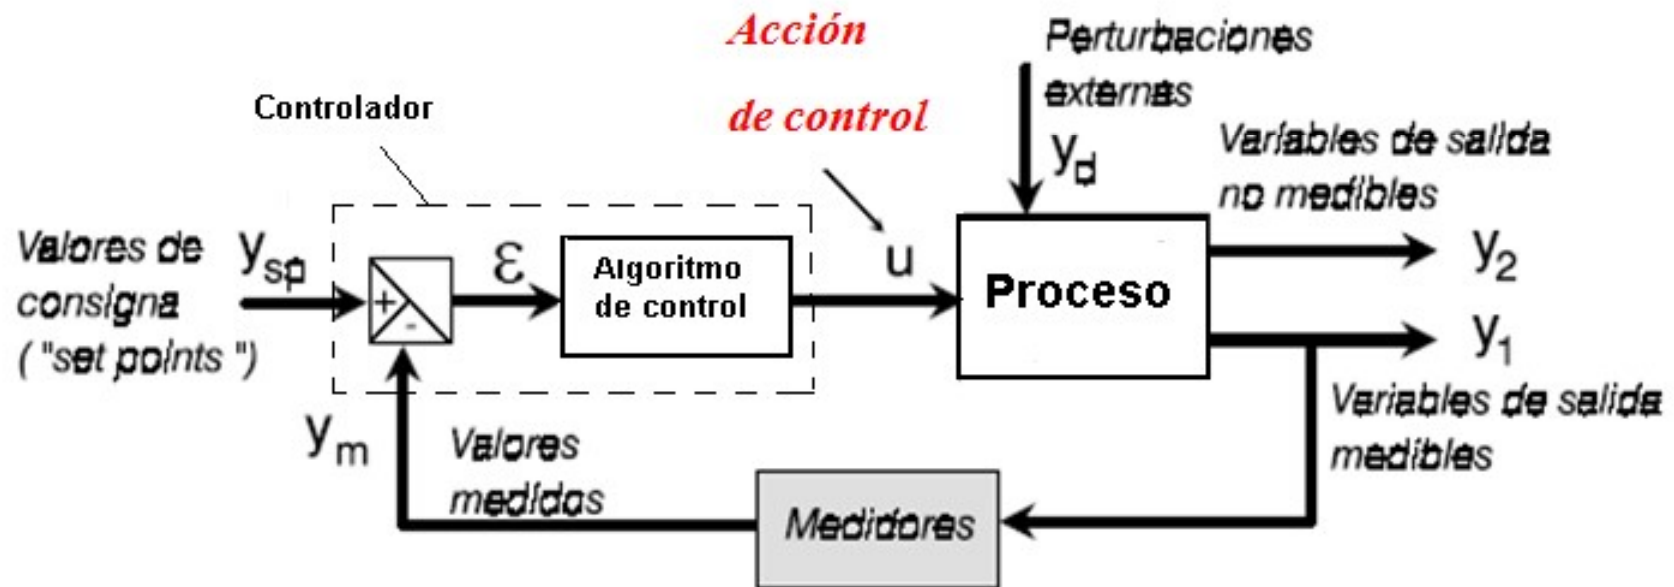 Acción
de control
Perturbaciones
externas
y_d
Controlador
Variables de salida
no medibles
Valores de
consigna
( "set points ")
y_sp
+
-
ε
Algoritmo
de control
u
Proceso
y_2
y_1
Variables de salida
medibles
y_m
Valores
medidos
Medidores